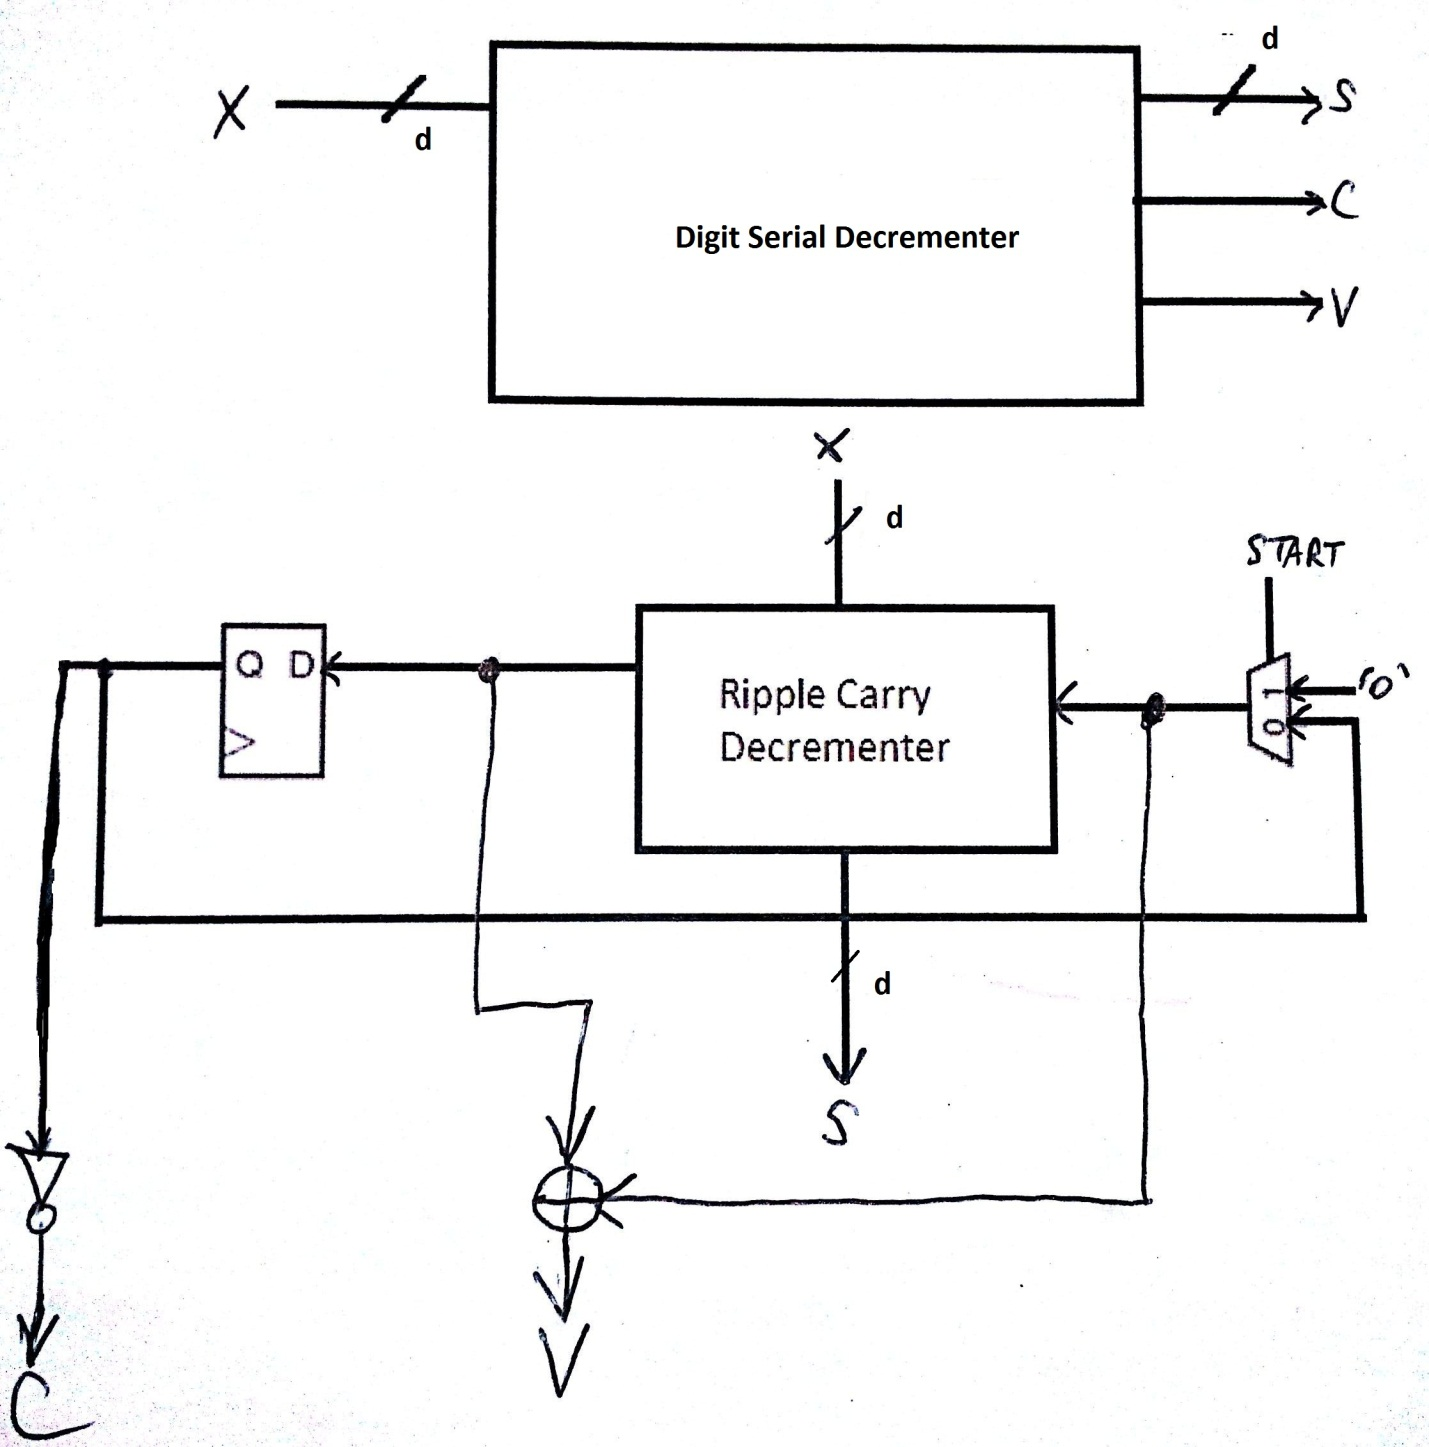 d
X
d
S
C
Digit Serial Decrementer
V
X
d
START
Q D
Ripple Carry
Decrementer
1
'0'
0
d
S
V
C